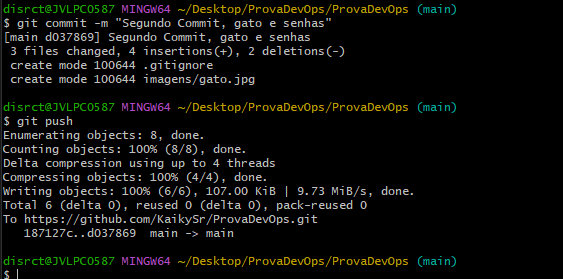 disrct@JVLPC0587 MINGW64 ~/Desktop/ProvaDevOps/ProvaDevOps (main)
$ git commit -m "Segundo Commit, gato e senhas"
[main d037869] Segundo Commit, gato e senhas
 3 files changed, 4 insertions(+), 2 deletions(-)
 create mode 100644 .gitignore
 create mode 100644 imagens/gato.jpg
disrct@JVLPC0587 MINGW64 ~/Desktop/ProvaDevOps/ProvaDevOps (main)
$ git push
Enumerating objects: 8, done.
Counting objects: 100% (8/8), done.
Delta compression using up to 4 threads
Compressing objects: 100% (4/4), done.
Writing objects: 100% (6/6), 107.00 KiB | 9.73 MiB/s, done.
Total 6 (delta 0), reused 0 (delta 0), pack-reused 0
To https://github.com/KaikySr/ProvaDevOps.git
   187127c..d037869  main -> main
disrct@JVLPC0587 MINGW64 ~/Desktop/ProvaDevOps/ProvaDevOps (main)
$